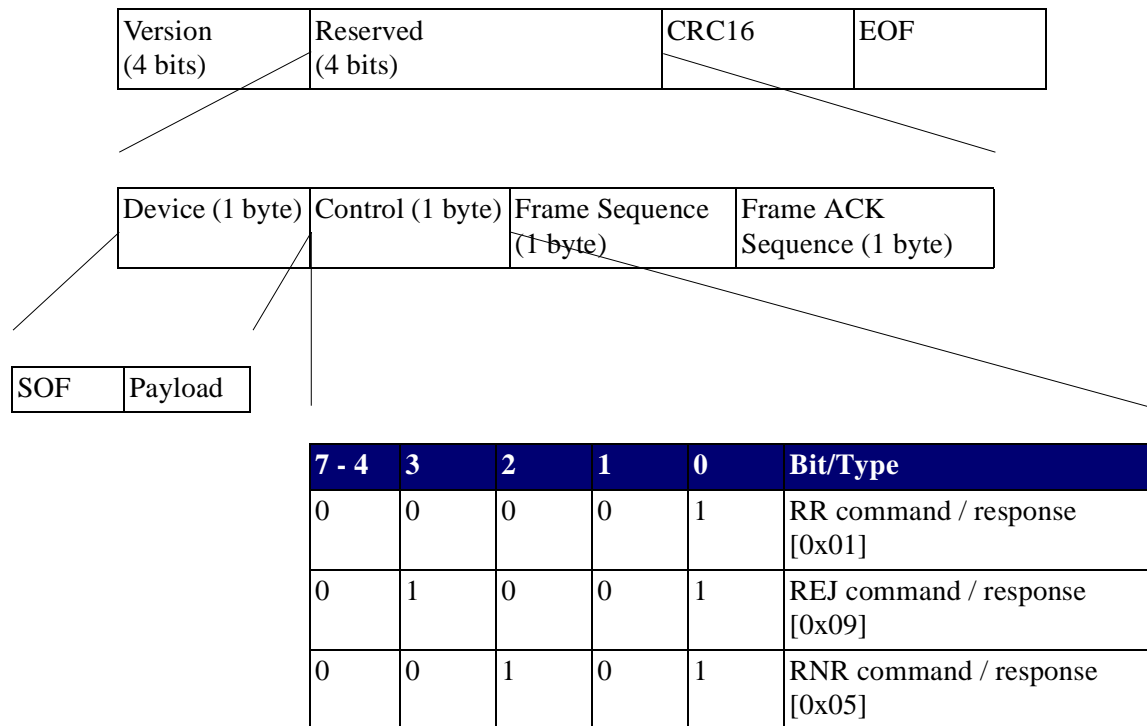 Version Reserved CRC16 EOF
(4 bits) (4 bits)
Device (1 byte) Control (1 byte) Frame Sequence Frame ACK
(1 byte) Sequence (1 byte)
SOF Payload
7 - 4 3 2 1 0 Bit/Type
0 0 0 0 1 RR command / response
[0x01]
0 1 0 0 1 REJ command / response
[0x09]
0 0 1 0 1 RNR command / response
[0x05]